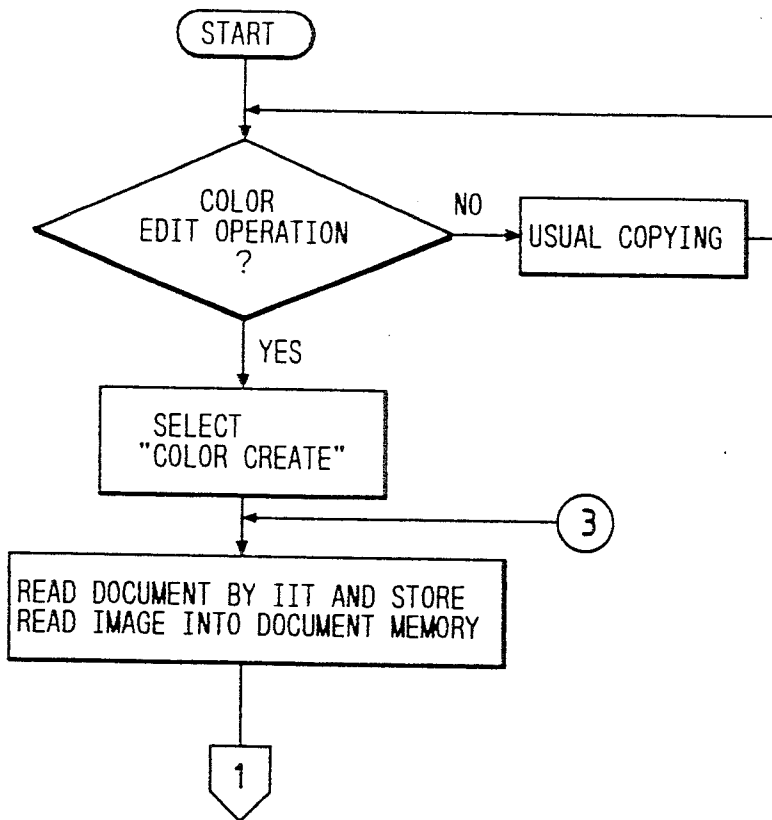 START
COLOR
EDIT OPERATION
?
NO
USUAL COPYING
YES
SELECT
"COLOR CREATE"
3
READ DOCUMENT BY IIT AND STORE
READ IMAGE INTO DOCUMENT MEMORY
1